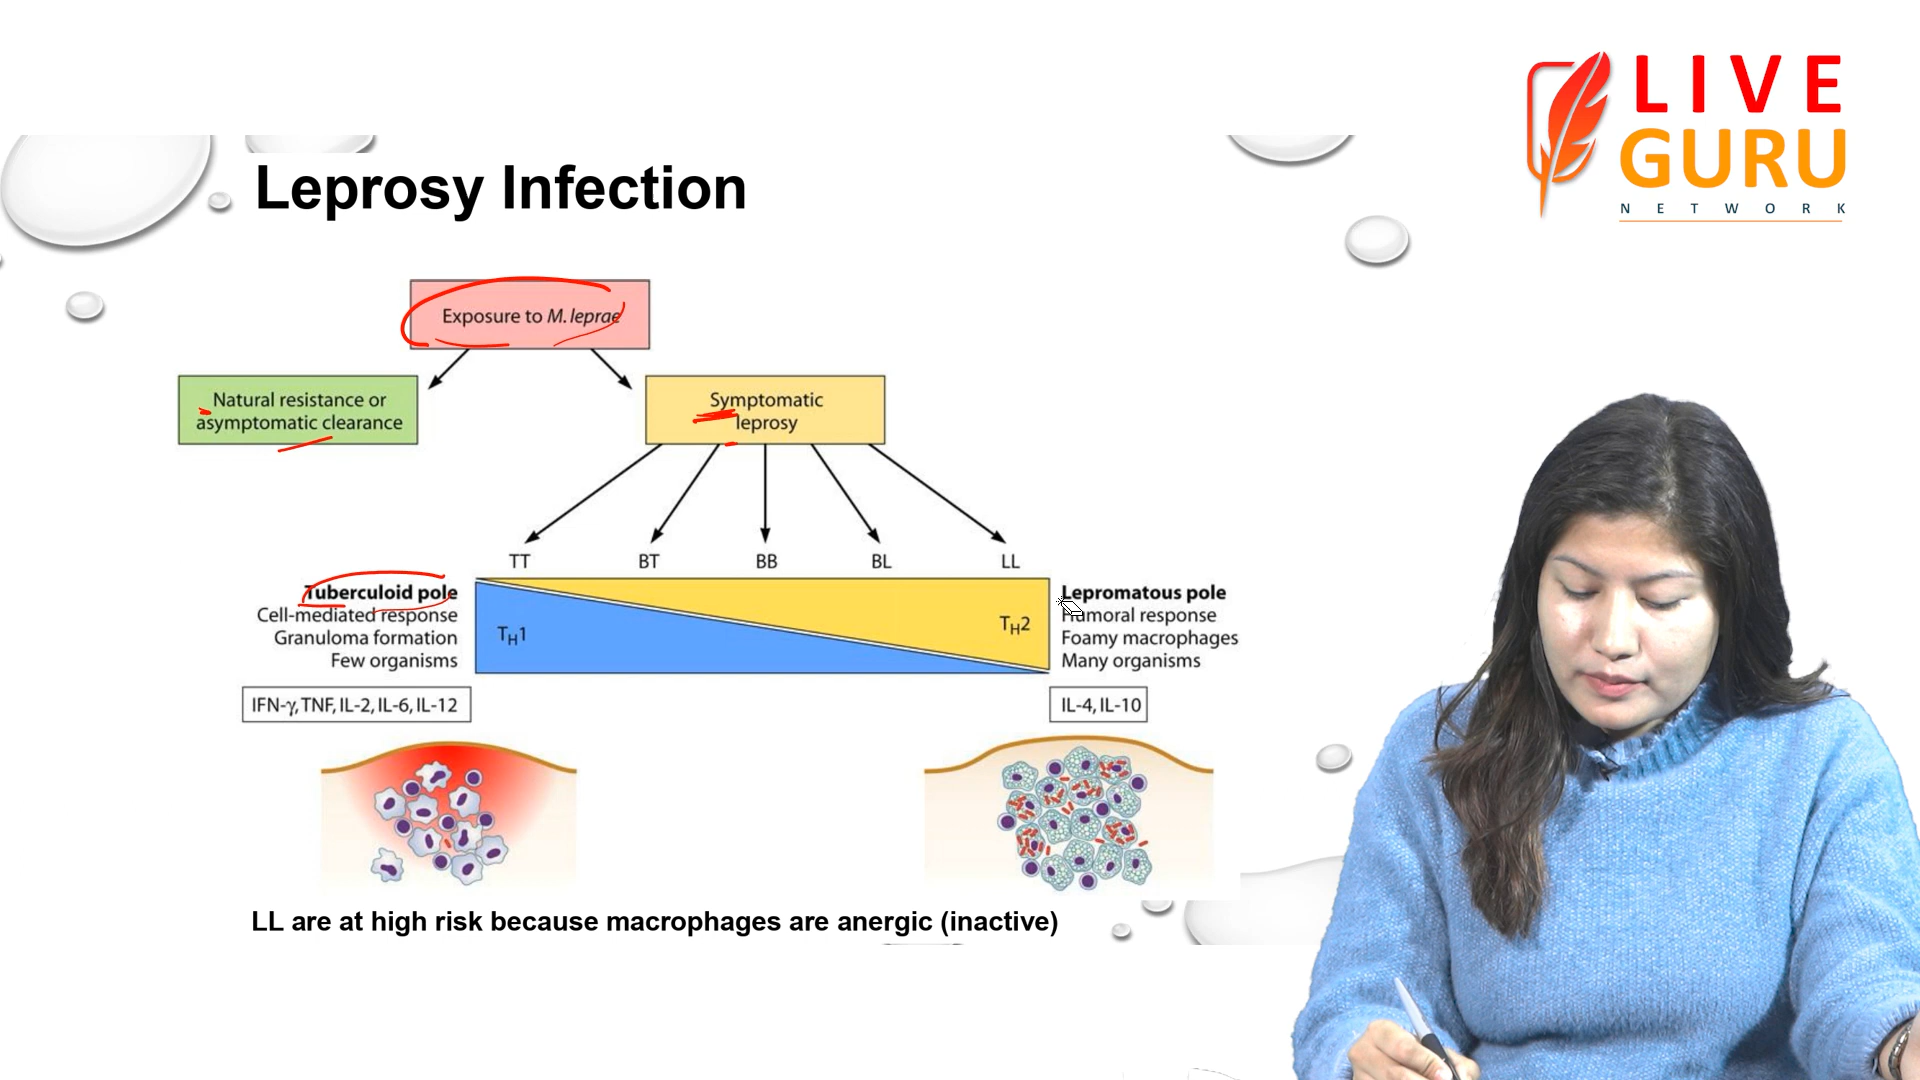 LIVE
GURU
NETWORK
Leprosy Infection
Exposure to M. leprae
Natural resistance or
asymptomatic clearance
Symptomatic
leprosy
TT BT BB BL LL
Tuberculoid pole
Cell-mediated response
Granuloma formation
Few organisms
TH1
TH2
Lepromatous pole
Humoral response
Foamy macrophages
Many organisms
IFN-γ, TNF, IL-2, IL-6, IL-12
IL-4, IL-10
LL are at high risk because macrophages are anergic (inactive)